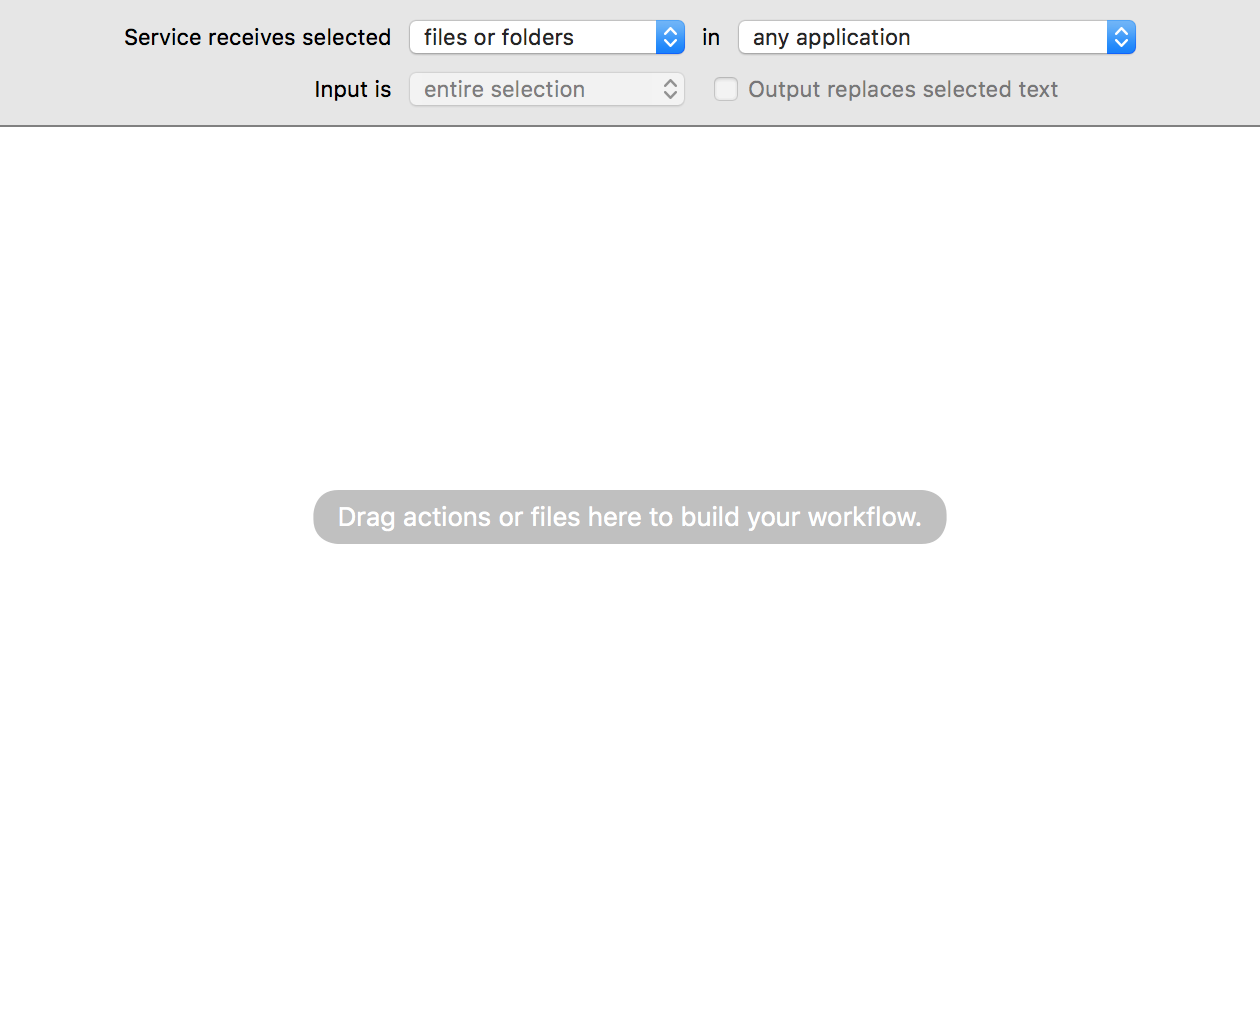 Service receives selected files or folders in any application
Input is entire selection Output replaces selected text
Drag actions or files here to build your workflow.